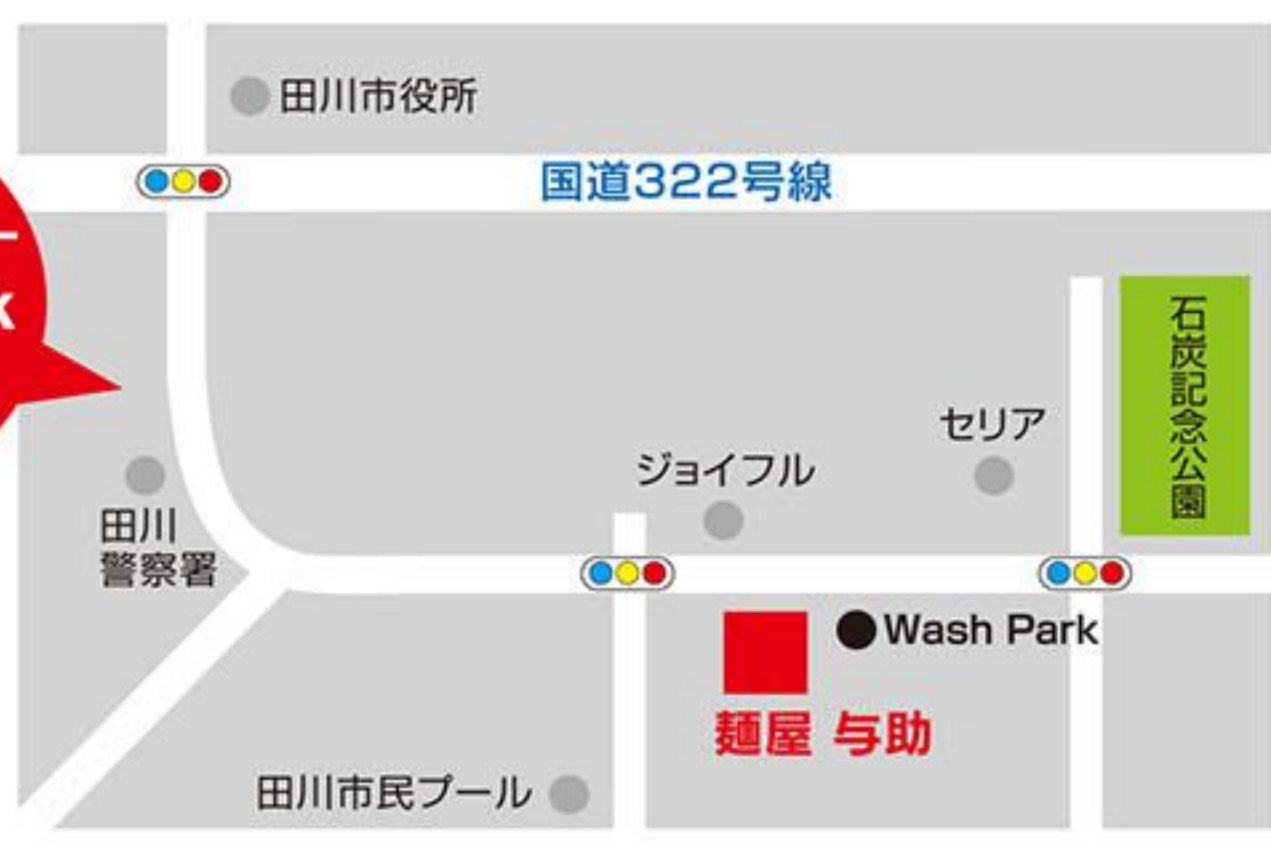 田川市役所
国道322号線
石炭記念公園
セリア
ジョイフル
田川
警察署
Wash Park
麺屋 与助
田川市民プール